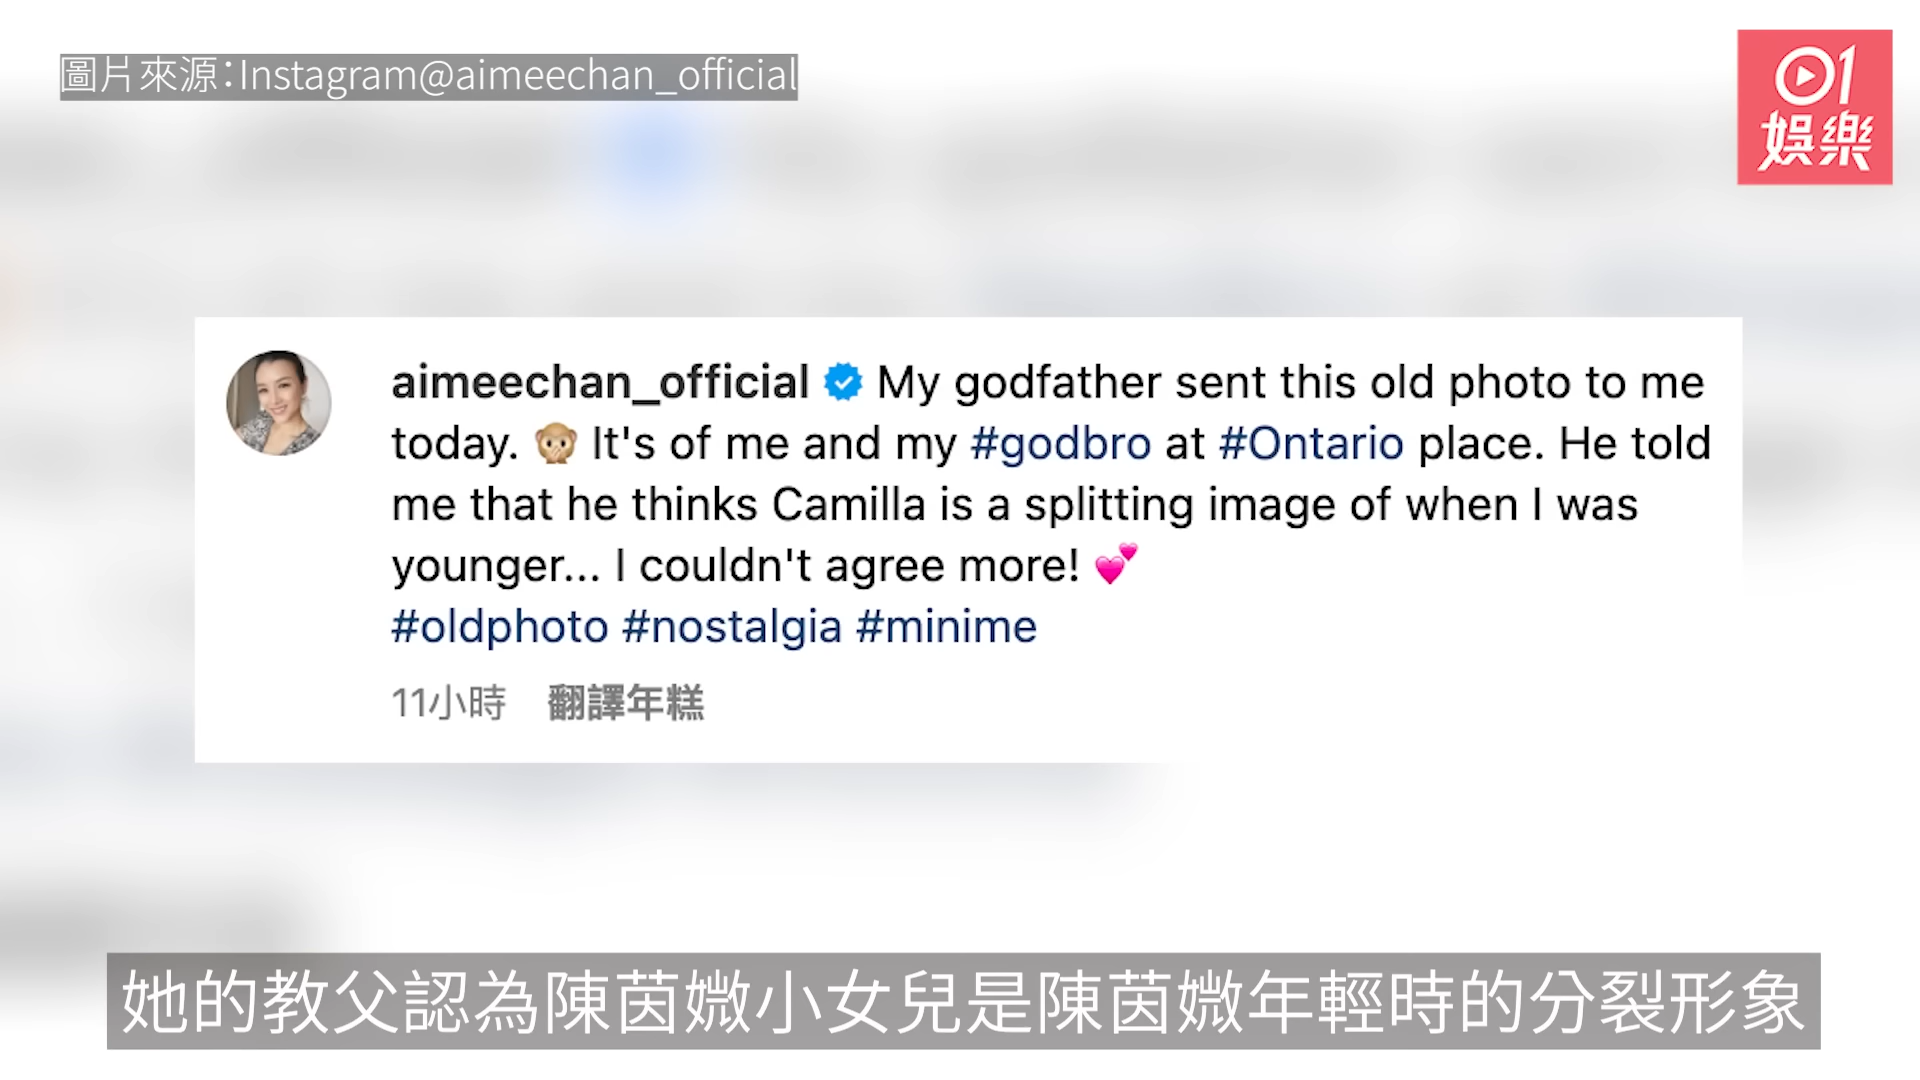 圖片來源：Instagram@aimeechan_official
01
娛樂
aimeechan_official My godfather sent this old photo to me
today. 🙊 It's of me and my #godbro at #Ontario place. He told
me that he thinks Camilla is a splitting image of when I was
younger... I couldn't agree more! 💕
#oldphoto #nostalgia #minime
11小時 翻譯年糕
她的教父認為陳茵媺小女兒是陳茵媺年輕時的分裂形象